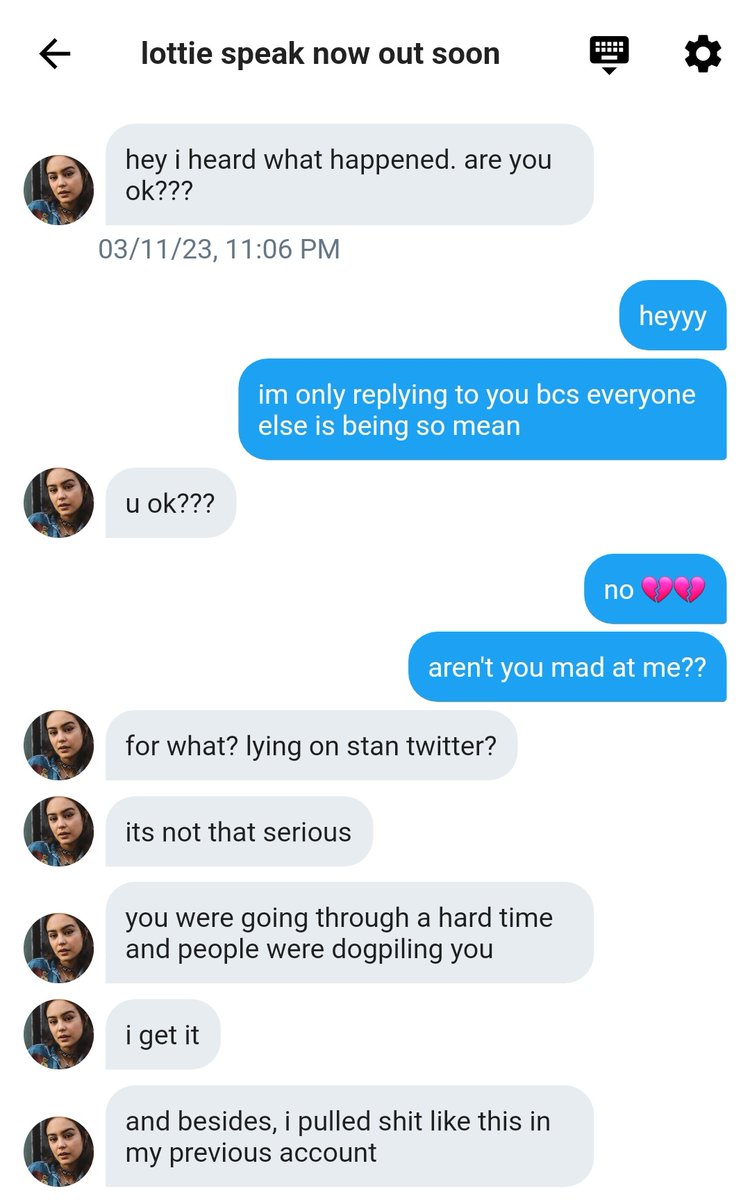 lottie speak now out soon
hey i heard what happened. are you
ok???
03/11/23, 11:06 PM
heyyy
im only replying to you bcs everyone
else is being so mean
u ok???
no 💔💔
aren't you mad at me??
for what? lying on stan twitter?
its not that serious
you were going through a hard time
and people were dogpiling you
i get it
and besides, i pulled shit like this in
my previous account